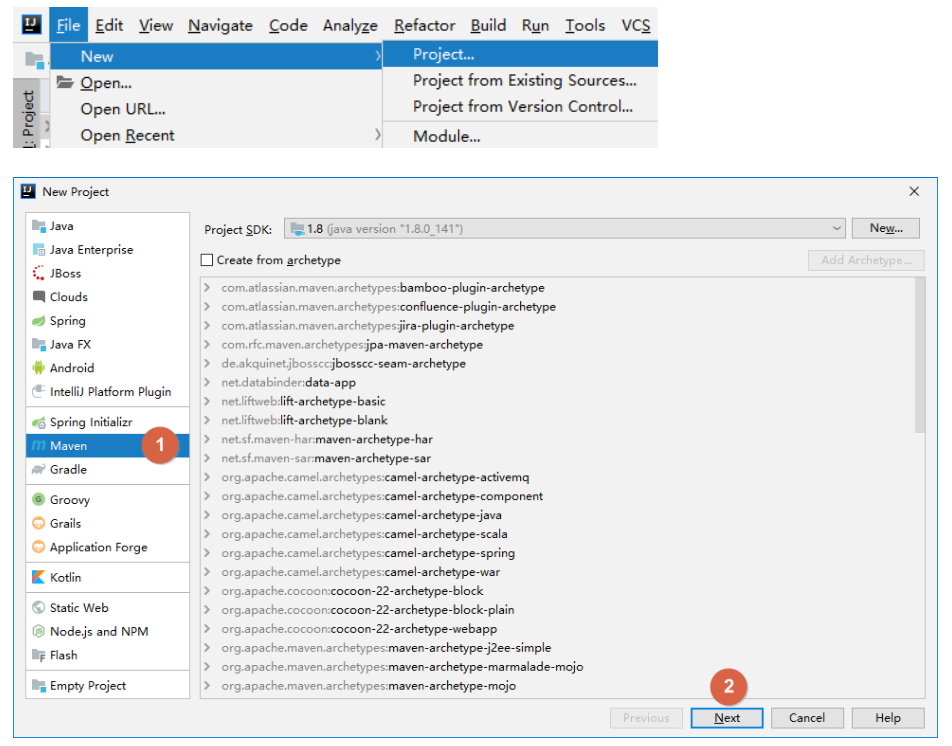 File Edit View Navigate Code Analyze Refactor Build Run Tools VCS
New
Project...
Open...
Project from Existing Sources...
Open URL...
Project from Version Control...
Open Recent
Module...
Project
New Project
Java
Java Enterprise
JBoss
Clouds
Spring
Java FX
Android
IntelliJ Platform Plugin
Spring Initializr
Maven
1
Gradle
Groovy
Grails
Application Forge
Kotlin
Static Web
Node.js and NPM
Flash
Empty Project
Project SDK: 1.8 (java version "1.8.0_141") New...
Create from archetype Add Archetype...
com.atlassian.maven.archetypes:bamboo-plugin-archetype
com.atlassian.maven.archetypes:confluence-plugin-archetype
com.atlassian.maven.archetypes:jira-plugin-archetype
com.rfc.maven.archetypes:jpa-maven-archetype
de.akquinet.jbosscc:jbosscc-seam-archetype
net.databinder:data-app
net.liftweb:lift-archetype-basic
net.liftweb:lift-archetype-blank
net.sf.maven-har:maven-archetype-har
net.sf.maven-sar:maven-archetype-sar
org.apache.camel.archetypes:camel-archetype-activemq
org.apache.camel.archetypes:camel-archetype-component
org.apache.camel.archetypes:camel-archetype-java
org.apache.camel.archetypes:camel-archetype-scala
org.apache.camel.archetypes:camel-archetype-spring
org.apache.camel.archetypes:camel-archetype-war
org.apache.cocoon:cocoon-22-archetype-block
org.apache.cocoon:cocoon-22-archetype-block-plain
org.apache.cocoon:cocoon-22-archetype-webapp
org.apache.maven.archetypes:maven-archetype-j2ee-simple
org.apache.maven.archetypes:maven-archetype-marmalade-mojo
org.apache.maven.archetypes:maven-archetype-mojo
2
Previous Next Cancel Help